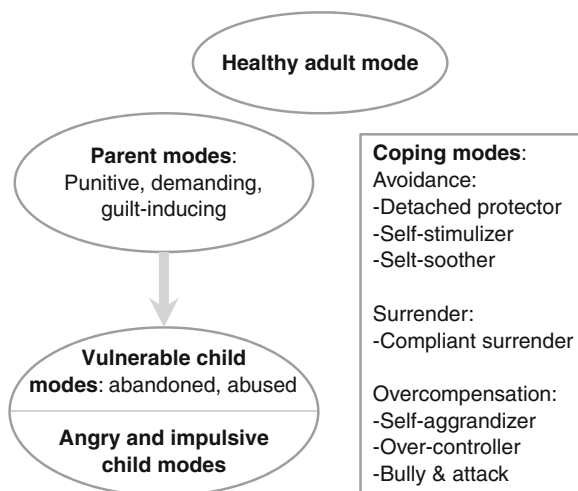 Healthy adult mode
Parent modes:
Punitive, demanding,
guilt-inducing
Vulnerable child
modes: abandoned, abused
Angry and impulsive
child modes
Coping modes:
Avoidance:
-Detached protector
-Self-stimulizer
-Selt-soother
Surrender:
-Compliant surrender
Overcompensation:
-Self-aggrandizer
-Over-controller
-Bully & attack